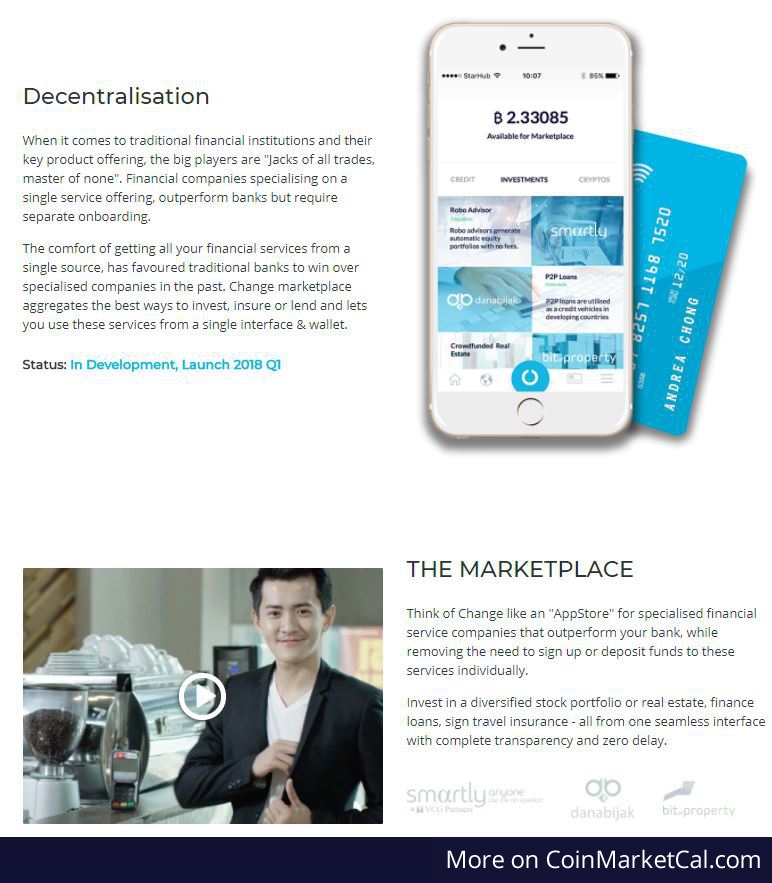 Decentralisation
When it comes to traditional financial institutions and their
key product offering, the big players are "Jacks of all trades,
master of none". Financial companies specialising on a
single service offering, outperform banks but require
separate onboarding.
The comfort of getting all your financial services from a
single source, has favoured traditional banks to win over
specialised companies in the past. Change marketplace
aggregates the best ways to invest, insure or lend and lets
you use these services from a single interface & wallet.
Status: In Development, Launch 2018 Q1
StarHub 10:07 85%
฿ 2.33085
Available for Marketplace
CREDIT INVESTMENTS CRYPTOS
Robo Advisor
Singapore
Robo advisors generate
automatic equity
portfolios with no fees.
smartly
danabijak
P2P Loans
Indonesia
P2P loans are utilised
as a credit vehicles in
developing countries
Crowdfunded Real
Estate
bitofproperty
8257 1168 7520
12/20
ANDREA CHONG
THE MARKETPLACE
Think of Change like an "AppStore" for specialised financial
service companies that outperform your bank, while
removing the need to sign up or deposit funds to these
services individually.
Invest in a diversified stock portfolio or real estate, finance
loans, sign travel insurance - all from one seamless interface
with complete transparency and zero delay.
smartly anyone
can be an investor
VCG Partners
danabijak
bitofproperty
More on CoinMarketCal.com